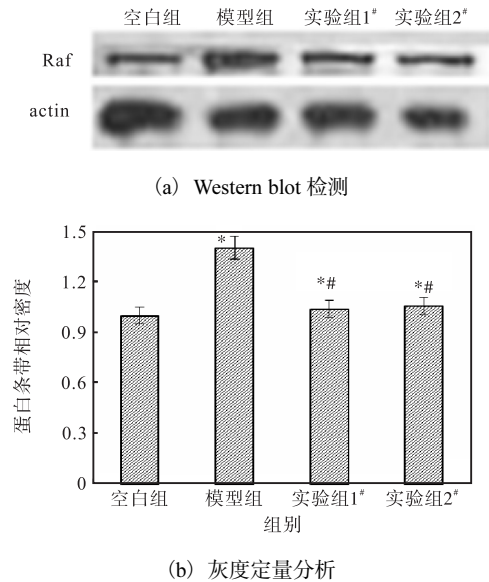 空白组 模型组 实验组1# 实验组2#
Raf
actin
(a) Western blot 检测
蛋白条带相对密度
1.5
1.2
0.9
0.6
0.3
0
* *# *#
空白组 模型组 实验组1# 实验组2#
组别
(b) 灰度定量分析